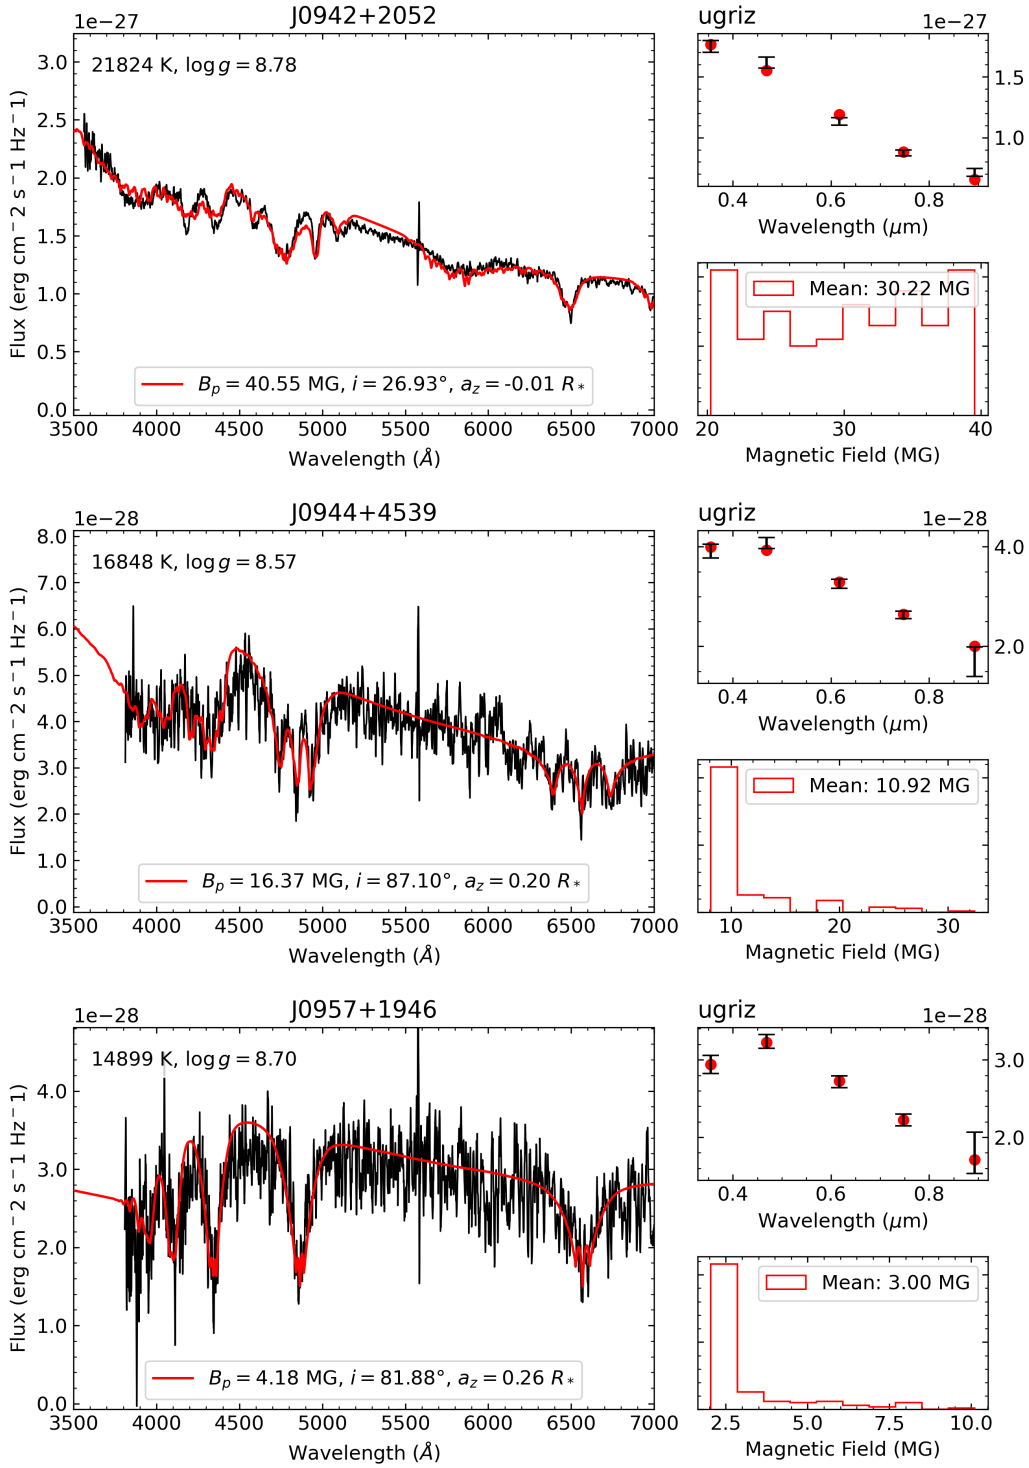 J0942+2052
1e−27
21824 K, log g = 8.78
3.0
2.5
2.0
1.5
1.0
0.5
0.0
Flux (erg cm−2 s−1 Hz−1)
B_p = 40.55 MG, i = 26.93°, a_z = -0.01 R_*
3500 4000 4500 5000 5500 6000 6500 7000
Wavelength (Å)
ugriz
1e−27
1.5
1.0
0.4 0.6 0.8
Wavelength (μm)
Mean: 30.22 MG
20 30 40
Magnetic Field (MG)
J0944+4539
1e−28
16848 K, log g = 8.57
8.0
7.0
6.0
5.0
4.0
3.0
2.0
1.0
0.0
Flux (erg cm−2 s−1 Hz−1)
B_p = 16.37 MG, i = 87.10°, a_z = 0.20 R_*
3500 4000 4500 5000 5500 6000 6500 7000
Wavelength (Å)
ugriz
1e−28
4.0
2.0
0.4 0.6 0.8
Wavelength (μm)
Mean: 10.92 MG
10 20 30
Magnetic Field (MG)
J0957+1946
1e−28
14899 K, log g = 8.70
4.0
3.0
2.0
1.0
0.0
Flux (erg cm−2 s−1 Hz−1)
B_p = 4.18 MG, i = 81.88°, a_z = 0.26 R_*
3500 4000 4500 5000 5500 6000 6500 7000
Wavelength (Å)
ugriz
1e−28
3.0
2.0
0.4 0.6 0.8
Wavelength (μm)
Mean: 3.00 MG
2.5 5.0 7.5 10.0
Magnetic Field (MG)